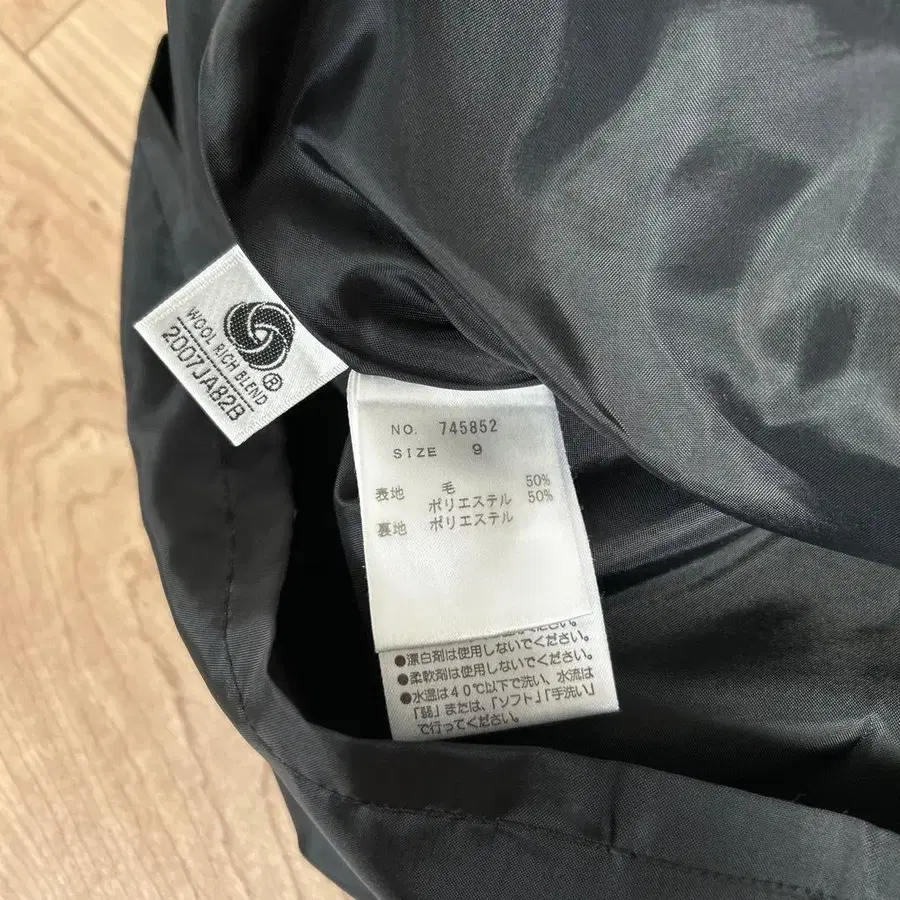 WOOL RICH BLEND
®
2007JA82B
NO. 745852
SIZE 9
表地 毛 50%
ポリエステル 50%
裏地 ポリエステル
ください。
●漂白剤は使用しないでください。
●柔軟剤は使用しないでください。
●水温は40℃以下で洗い、水流は
「弱」または、「ソフト」「手洗い」
で行ってください。